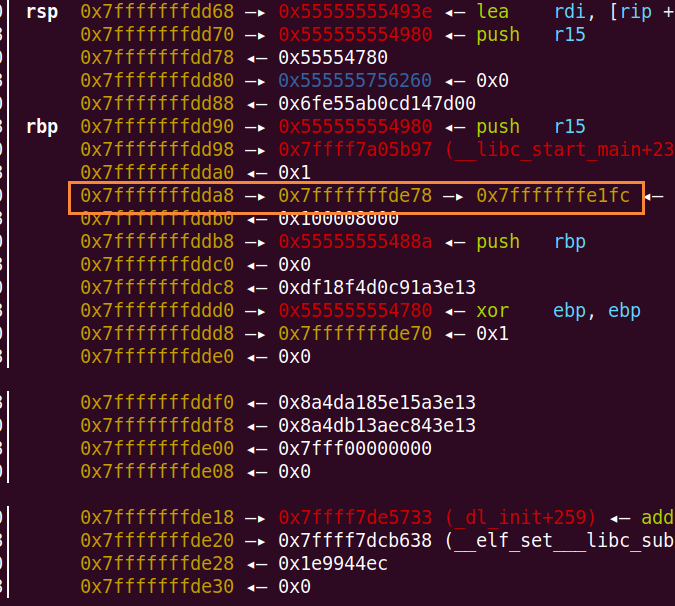 rsp 0x7fffffffdd68 —▸ 0x55555555493e ◂— lea rdi, [rip +
0x7fffffffdd70 —▸ 0x555555554980 ◂— push r15
0x7fffffffdd78 ◂— 0x55554780
0x7fffffffdd80 —▸ 0x555555756260 ◂— 0x0
0x7fffffffdd88 ◂— 0x6fe55ab0cd147d00
rbp 0x7fffffffdd90 —▸ 0x555555554980 ◂— push r15
0x7fffffffdd98 —▸ 0x7ffff7a05b97 (__libc_start_main+23
0x7fffffffdda0 ◂— 0x1
0x7fffffffdda8 —▸ 0x7fffffffde78 —▸ 0x7fffffffe1fc ◂—
0x7fffffffddb0 ◂— 0x100008000
0x7fffffffddb8 —▸ 0x55555555488a ◂— push rbp
0x7fffffffddc0 ◂— 0x0
0x7fffffffddc8 ◂— 0xdf18f4d0c91a3e13
0x7fffffffddd0 —▸ 0x555555554780 ◂— xor ebp, ebp
0x7fffffffddd8 —▸ 0x7fffffffde70 ◂— 0x1
0x7fffffffdde0 ◂— 0x0
0x7fffffffddf0 ◂— 0x8a4da185e15a3e13
0x7fffffffddf8 ◂— 0x8a4db13aec843e13
0x7fffffffde00 ◂— 0x7fff00000000
0x7fffffffde08 ◂— 0x0
0x7fffffffde18 —▸ 0x7ffff7de5733 (_dl_init+259) ◂— add
0x7fffffffde20 —▸ 0x7ffff7dcb638 (__elf_set___libc_sub
0x7fffffffde28 ◂— 0x1e9944ec
0x7fffffffde30 ◂— 0x0